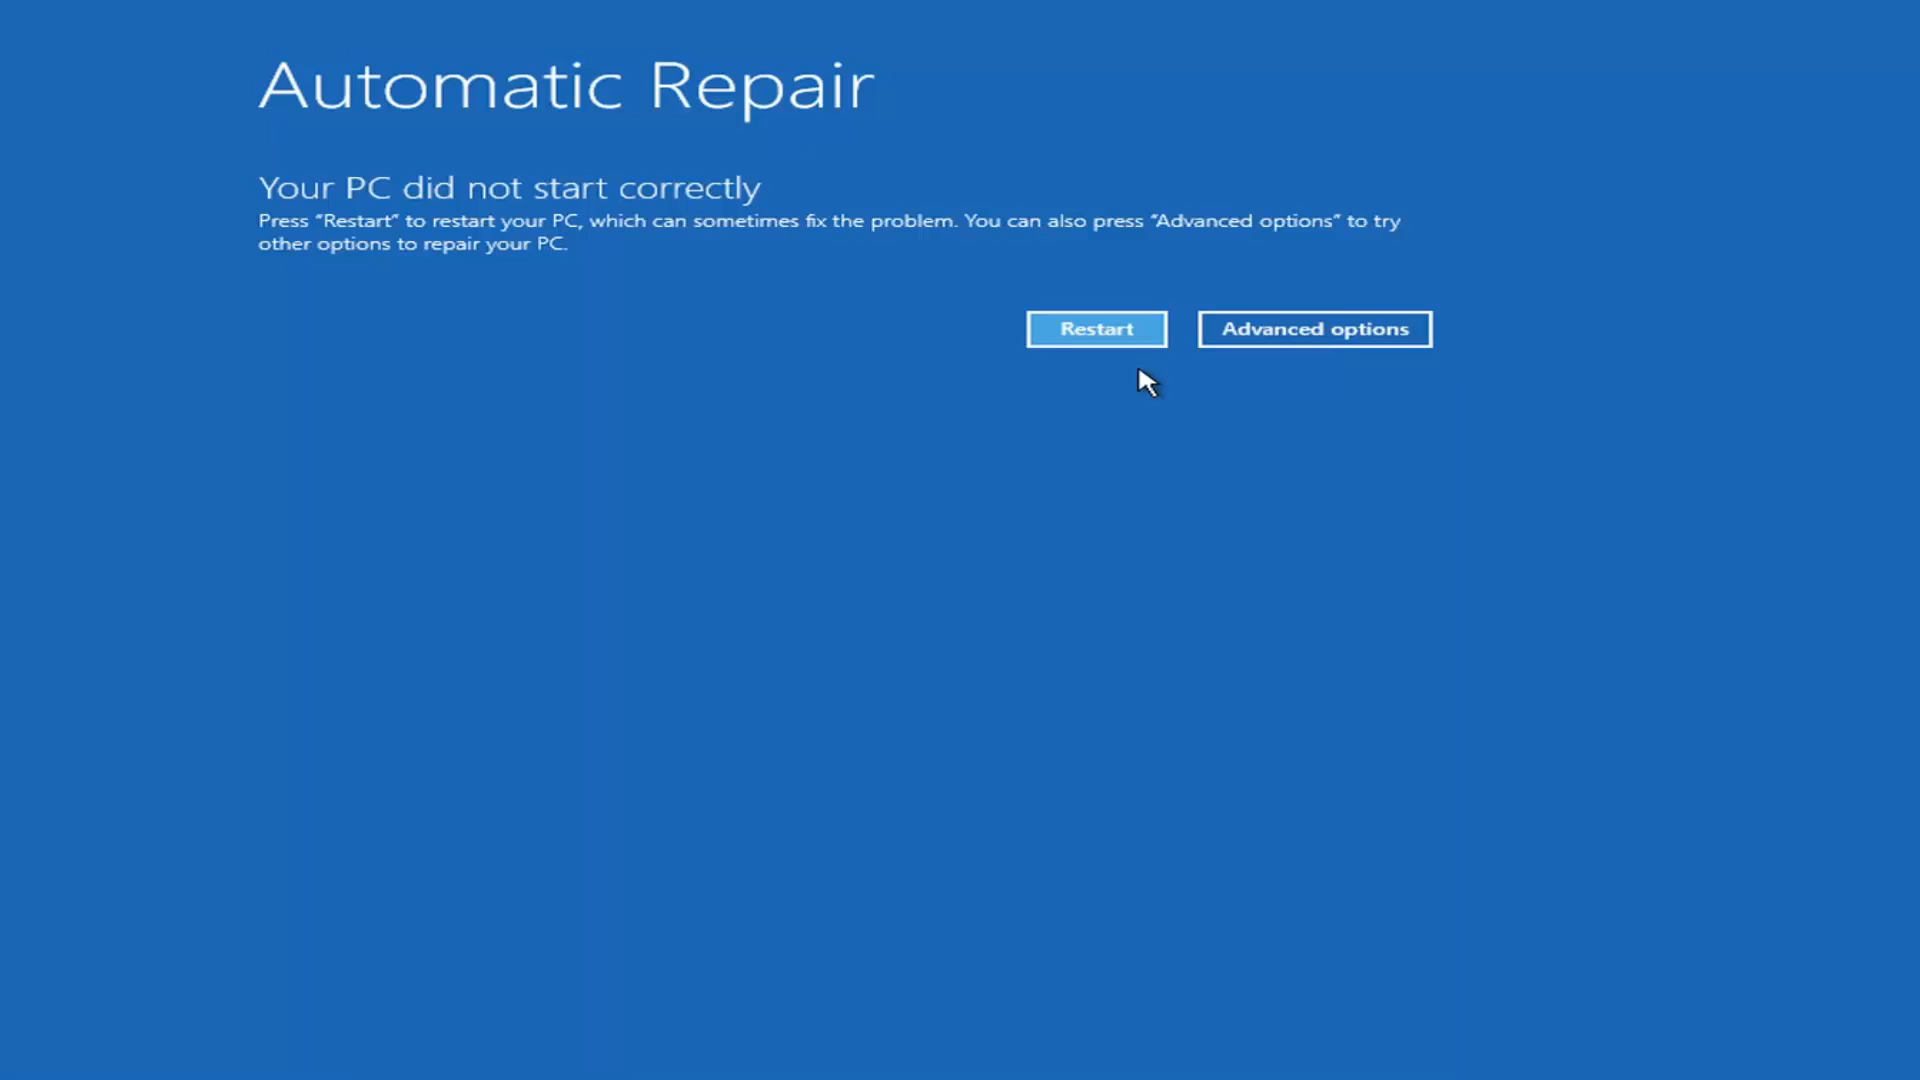 Automatic Repair
Your PC did not start correctly
Press “Restart” to restart your PC, which can sometimes fix the problem. You can also press “Advanced options” to try
other options to repair your PC.
Restart
Advanced options